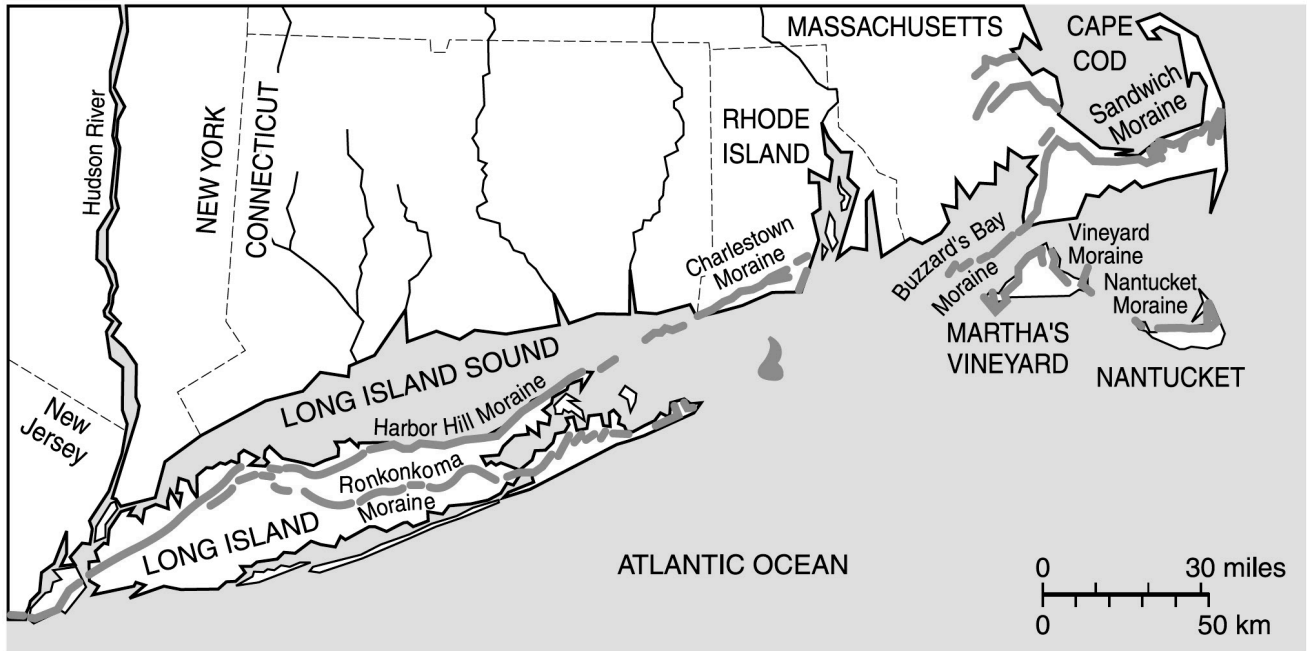 MASSACHUSETTS
CAPE
COD
Sandwich
Moraine
Hudson River
NEW YORK
CONNECTICUT
RHODE
ISLAND
Charlestown
Moraine
Buzzard's Bay
Moraine
Vineyard
Moraine
Nantucket
Moraine
MARTHA'S
VINEYARD
NANTUCKET
LONG ISLAND SOUND
Harbor Hill Moraine
New
Jersey
Ronkonkoma
Moraine
LONG ISLAND
ATLANTIC OCEAN
0 30 miles
0 50 km